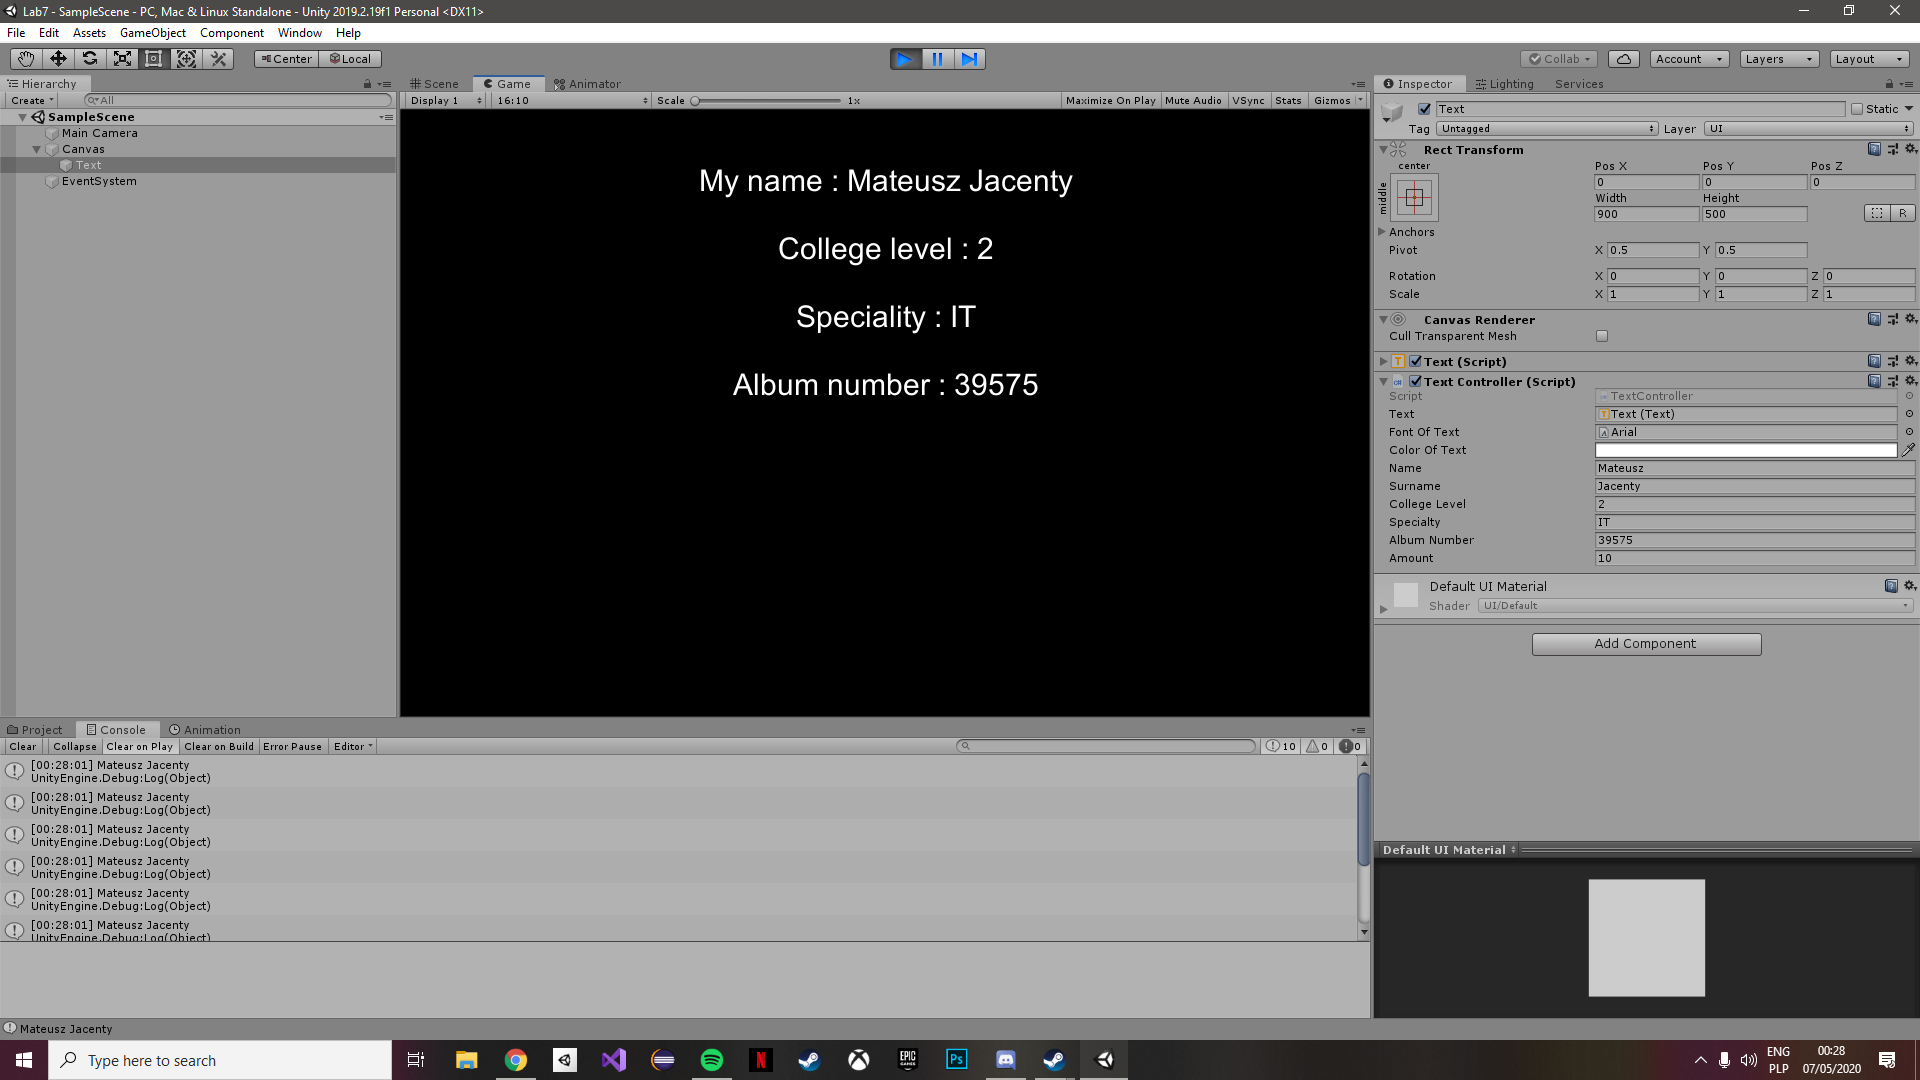 Lab7 - SampleScene - PC, Mac & Linux Standalone - Unity 2019.2.19f1 Personal <DX11>
File Edit Assets GameObject Component Window Help
Center Local Collab Account Layers Layout
Hierarchy
Create All
SampleScene
Main Camera
Canvas
Text
EventSystem
Scene Game Animator
Display 1 16:10 Scale 1x Maximize On Play Mute Audio VSync Stats Gizmos
My name : Mateusz Jacenty
College level : 2
Speciality : IT
Album number : 39575
Inspector Lighting Services
Text Static
Tag Untagged Layer UI
Rect Transform
center Pos X Pos Y Pos Z
middle 0 0 0
Width Height
900 500 R
Anchors
Pivot X 0.5 Y 0.5
Rotation X 0 Y 0 Z 0
Scale X 1 Y 1 Z 1
Canvas Renderer
Cull Transparent Mesh
Text (Script)
Text Controller (Script)
Script TextController
Text Text (Text)
Font Of Text Arial
Color Of Text
Name Mateusz
Surname Jacenty
College Level 2
Specialty IT
Album Number 39575
Amount 10
Default UI Material
Shader UI/Default
Add Component
Default UI Material
Project Console Animation
Clear Collapse Clear on Play Clear on Build Error Pause Editor 10 0 0
[00:28:01] Mateusz Jacenty
UnityEngine.Debug:Log(Object)
[00:28:01] Mateusz Jacenty
UnityEngine.Debug:Log(Object)
[00:28:01] Mateusz Jacenty
UnityEngine.Debug:Log(Object)
[00:28:01] Mateusz Jacenty
UnityEngine.Debug:Log(Object)
[00:28:01] Mateusz Jacenty
UnityEngine.Debug:Log(Object)
[00:28:01] Mateusz Jacenty
UnityEngine.Debug:Log(Object)
Mateusz Jacenty
Type here to search
N
EPIC GAMES
Ps
ENG 00:28
PLP 07/05/2020